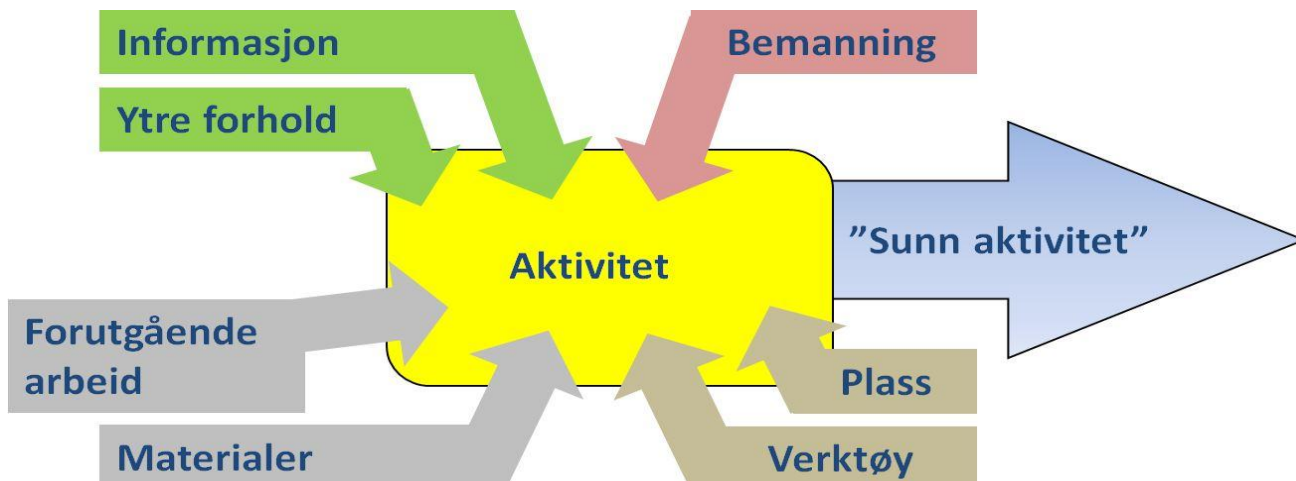 Informasjon
Bemanning
Ytre forhold
”Sunn aktivitet”
Aktivitet
Forutgående
arbeid
Plass
Materialer
Verktøy